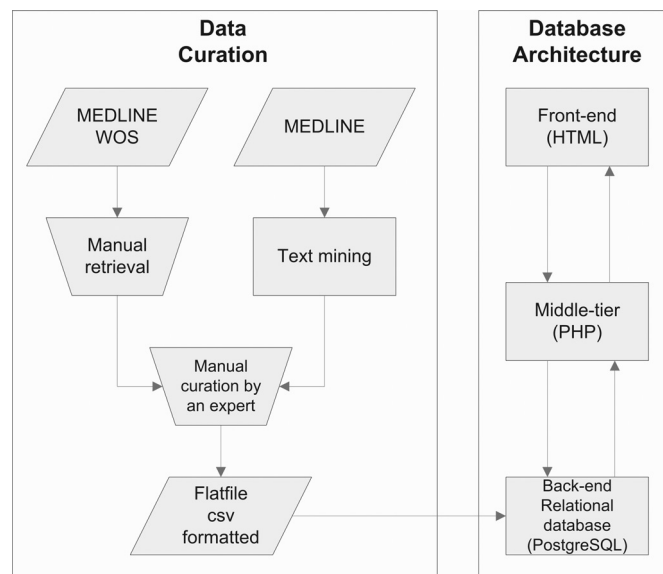 Data
Curation
MEDLINE
WOS
MEDLINE
Manual
retrieval
Text mining
Manual
curation by
an expert
Flatfile
csv
formatted
Database
Architecture
Front-end
(HTML)
Middle-tier
(PHP)
Back-end
Relational
database
(PostgreSQL)